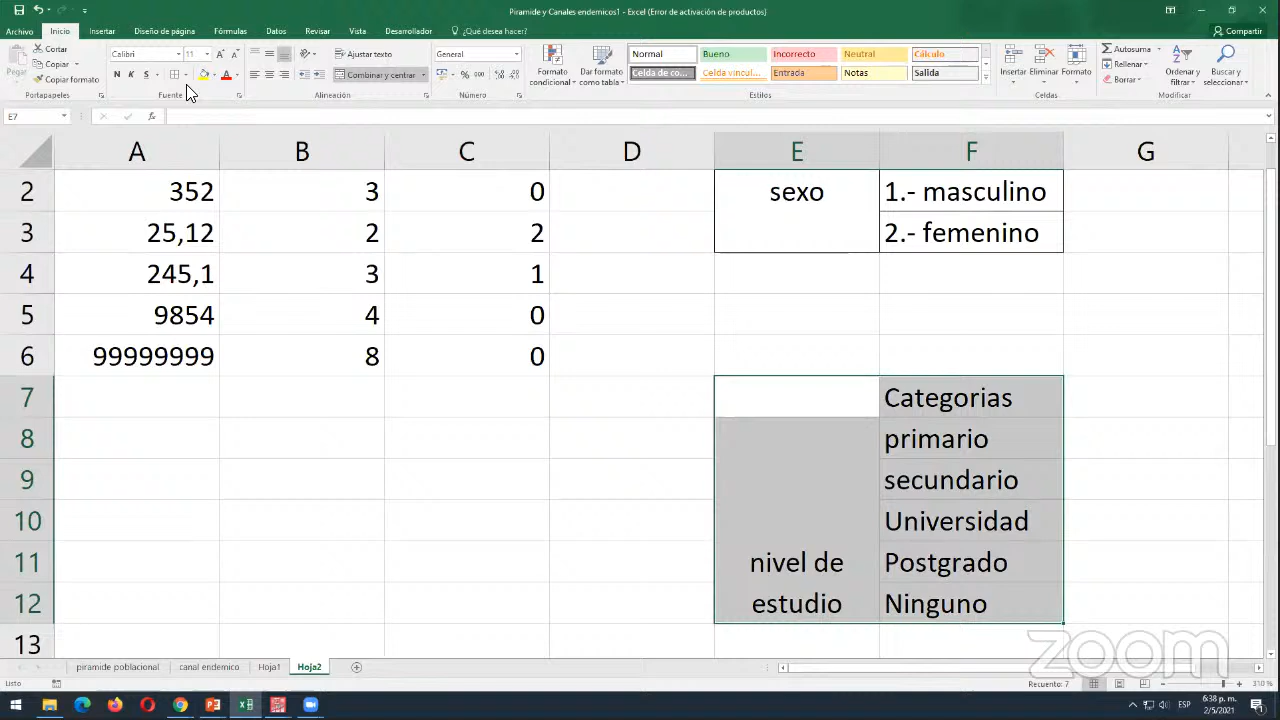 Piramide y Canales endemicos1 - Excel (Error de activación de productos)
Archivo Inicio Insertar Diseño de página Fórmulas Datos Revisar Vista Desarrollador ¿Qué desea hacer? Compartir
Pegar Cortar Copiar Copiar formato Portapapeles
Calibri 11 N K S Fuente
Ajustar texto Combinar y centrar Alineación
General % 000 Número
Formato condicional Dar formato como tabla
Normal Bueno Incorrecto Neutral Cálculo
Celda de co... Celda vincul... Entrada Notas Salida
Estilos
Insertar Eliminar Formato Celdas
Autosuma Rellenar Borrar Ordenar y filtrar Buscar y seleccionar Modificar
E7 fx
A B C D E F G
2 352 3 0 sexo 1.- masculino
3 25,12 2 2 2.- femenino
4 245,1 3 1
5 9854 4 0
6 99999999 8 0
7 Categorias
8 primario
9 secundario
10 Universidad
11 nivel de Postgrado
12 estudio Ninguno
13
zoom
piramide poblacional canal endemico Hoja1 Hoja2
Listo Recuento: 7 310 %
ESP 6:38 p. m.
2/5/2021